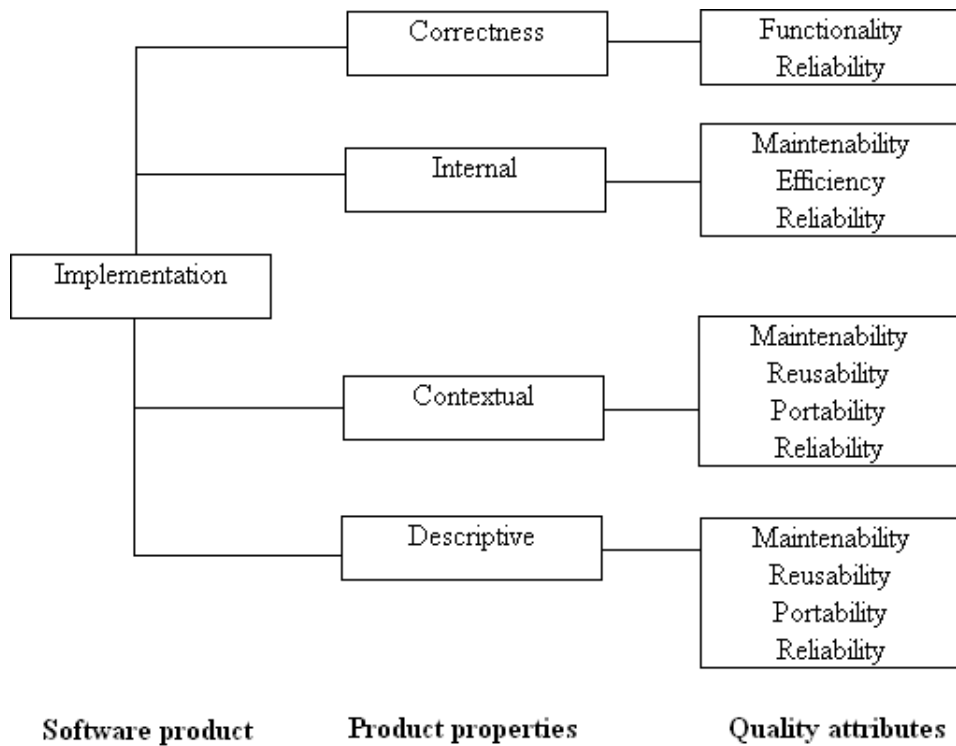 Correctness
Functionality
Reliability
Internal
Maintenability
Efficiency
Reliability
Implementation
Contextual
Maintenability
Reusability
Portability
Reliability
Descriptive
Maintenability
Reusability
Portability
Reliability
Software product
Product properties
Quality attributes